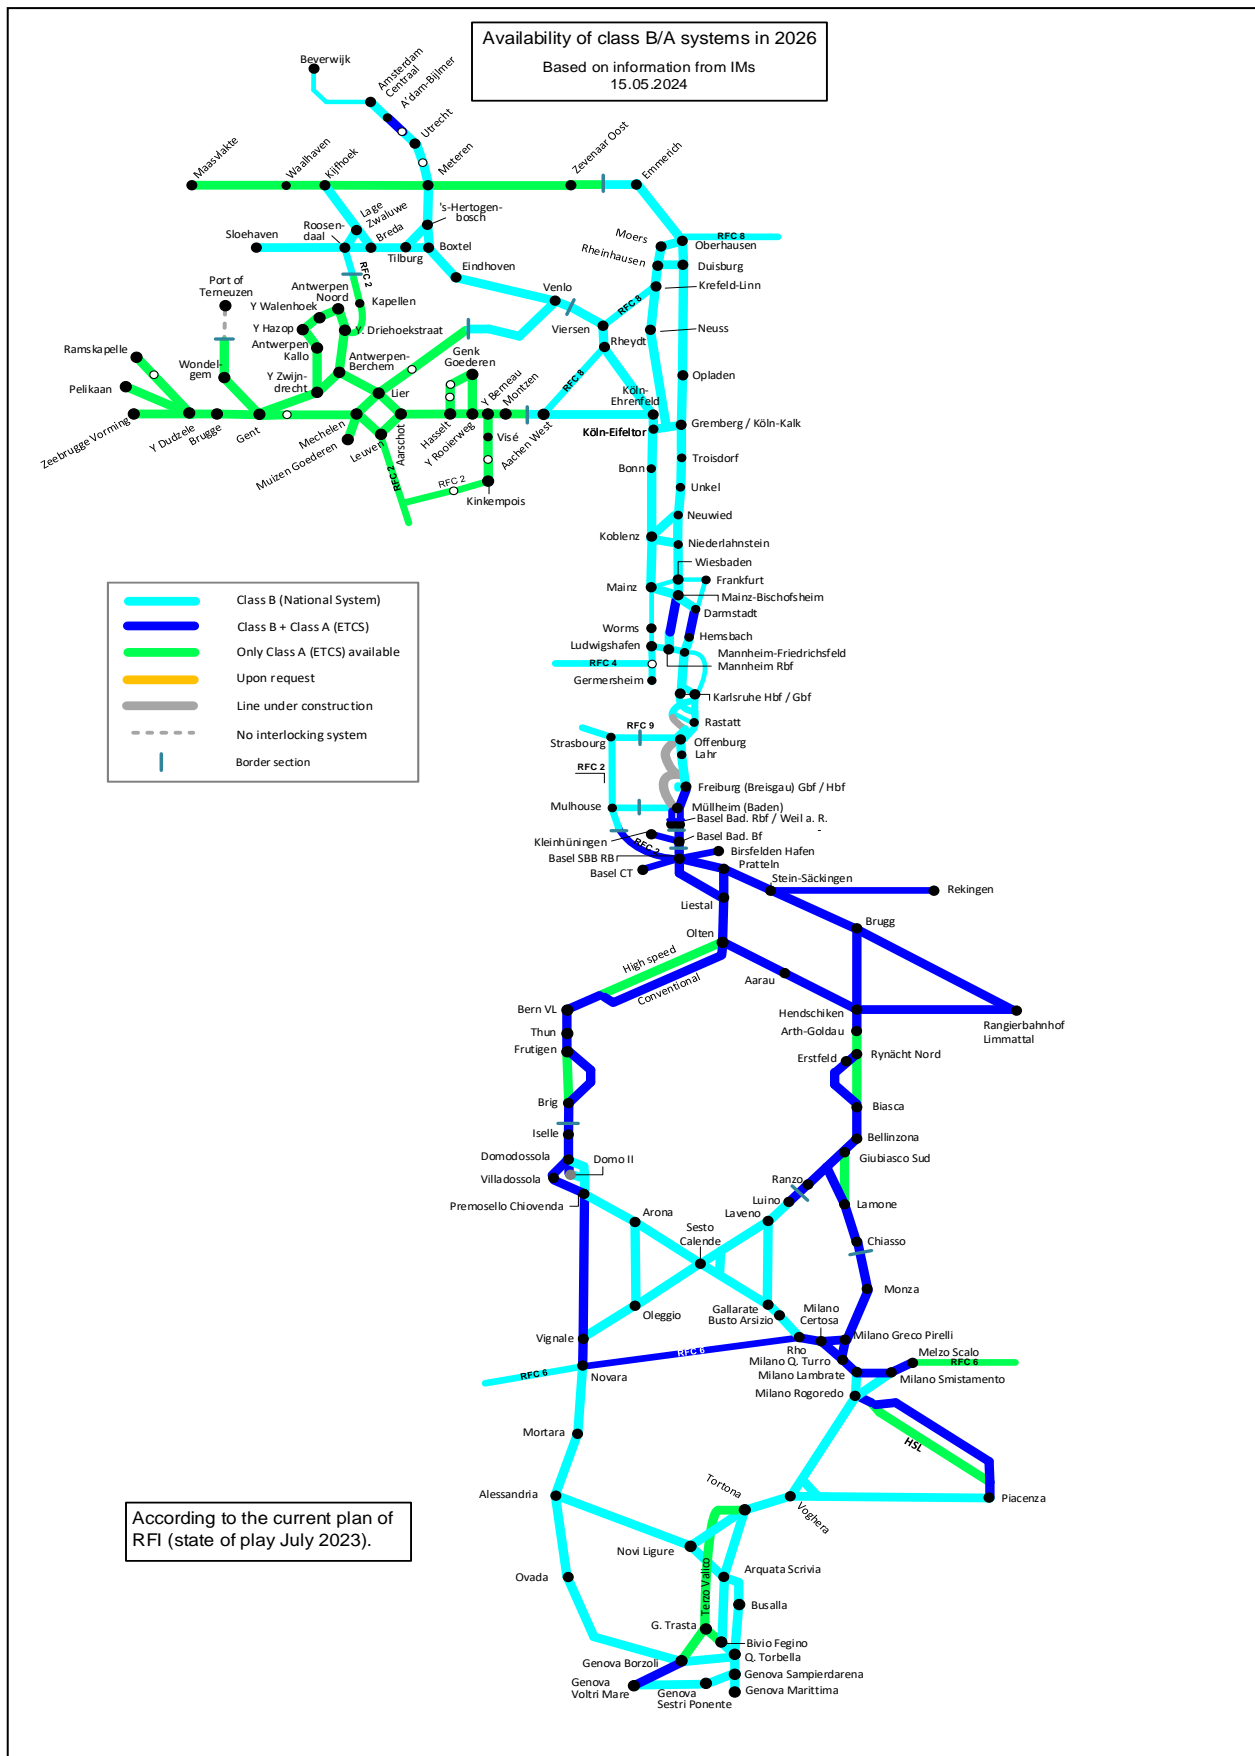 Availability of class B/A systems in 2026
Based on information from IMs
15.05.2024
Beverwijk
Amsterdam
Centraal
A'dam-Bijlmer
Utrecht
Maasvlakte
Waalhaven
Kijfhoek
Meteren
Zevenaar Oost
Emmerich
Lage
Zwaluwe
's-Hertogen-
bosch
Sloehaven
Roosen-
daal
Breda
Tilburg
Boxtel
Moers
RFC 8
Oberhausen
Rheinhausen
Duisburg
Eindhoven
RFC 2
Port of
Terneuzen
Antwerpen
Noord
Kapellen
Venlo
RFC 8
Krefeld-Linn
Y Walenhoek
Y Hazop
Y. Driehoekstraat
Viersen
Neuss
Ramskapelle
Antwerpen
Kallo
Antwerpen-
Berchem
Genk
Goederen
Rheydt
Wondel-
gem
Y Zwijn-
drecht
Lier
Y Berneau
Montzen
RFC 8
Opladen
Pelikaan
Köln-
Ehrenfeld
Zeebrugge Vorming
Y Dudzele
Brugge
Gent
Mechelen
Muizen Goederen
Leuven
Aarschot
Hasselt
Y Rooierweg
Visé
Aachen West
Köln-Eifeltor
Gremberg / Köln-Kalk
RFC 2
RFC 2
Kinkempois
Bonn
Troisdorf
Unkel
Neuwied
Koblenz
Niederlahnstein
Wiesbaden
Mainz
Frankfurt
Mainz-Bischofsheim
Darmstadt
Class B (National System)
Class B + Class A (ETCS)
Only Class A (ETCS) available
Upon request
Line under construction
No interlocking system
Border section
Worms
Hemsbach
Ludwigshafen
Mannheim-Friedrichsfeld
RFC 4
Mannheim Rbf
Germersheim
Karlsruhe Hbf / Gbf
Rastatt
RFC 9
Strasbourg
Offenburg
Lahr
RFC 2
Freiburg (Breisgau) Gbf / Hbf
Mulhouse
Müllheim (Baden)
Basel Bad. Rbf / Weil a. R.
-
Kleinhüningen
Basel Bad. Bf
RFC 2
Birsfelden Hafen
Basel SBB RB
Basel CT
Pratteln
Stein-Säckingen
Rekingen
Liestal
Brugg
Olten
High speed
Conventional
Aarau
Bern VL
Hendschiken
Rangierbahnhof
Limmattal
Thun
Arth-Goldau
Frutigen
Erstfeld
Rynächt Nord
Brig
Biasca
Iselle
Bellinzona
Domodossola
Domo II
Giubiasco Sud
Villadossola
Ranzo
Premosello Chiovenda
Luino
Lamone
Arona
Laveno
Sesto
Calende
Chiasso
Monza
Oleggio
Gallarate
Busto Arsizio
Milano
Certosa
Vignale
Rho
Milano Greco Pirelli
RFC 6
Milano Q. Turro
Melzo Scalo
RFC 6
RFC 6
Novara
Milano Lambrate
Milano Smistamento
Milano Rogoredo
Mortara
HSL
Alessandria
Tortona
Voghera
Piacenza
According to the current plan of
RFI (state of play July 2023).
Novi Ligure
Terzo Valico
Arquata Scrivia
Ovada
Busalla
G. Trasta
Bivio Fegino
Q. Torbella
Genova Borzoli
Genova Sampierdarena
Genova
Voltri Mare
Genova
Sestri Ponente
Genova Marittima